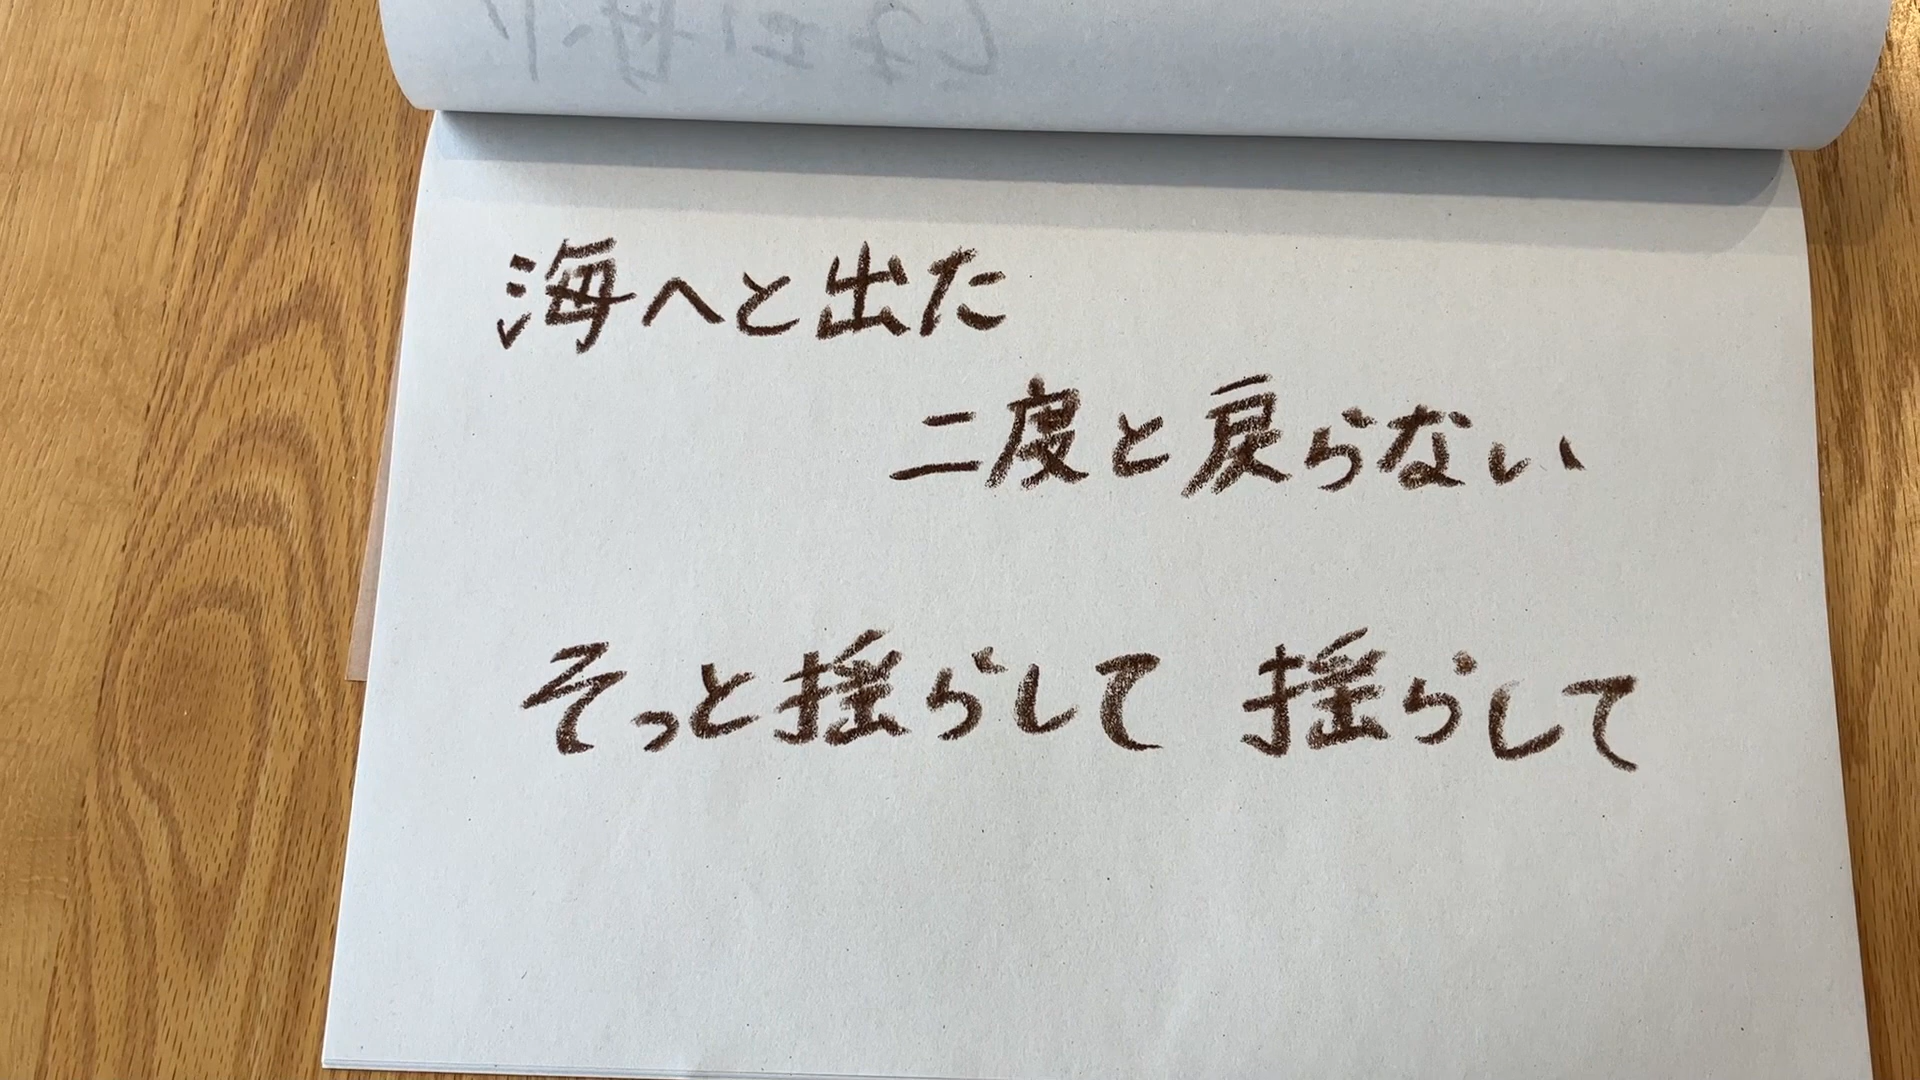 海へと出た
二度と戻らない
そっと揺らして 揺らして